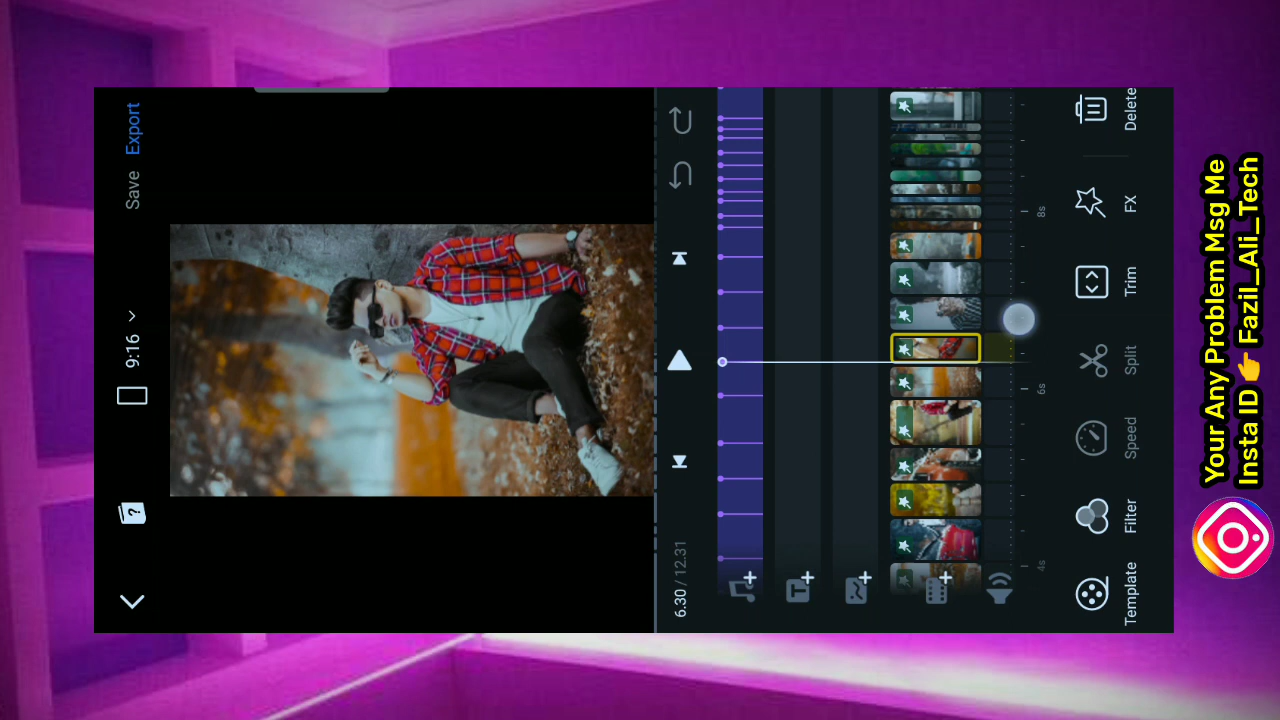 Save Export
9:16
?
6.30 / 12.31
T
4s
6s
8s
Template
Filter
Speed
Split
Trim
FX
Delete
Your Any Problem Msg Me
Insta ID 👉 Fazil_Ali_Tech